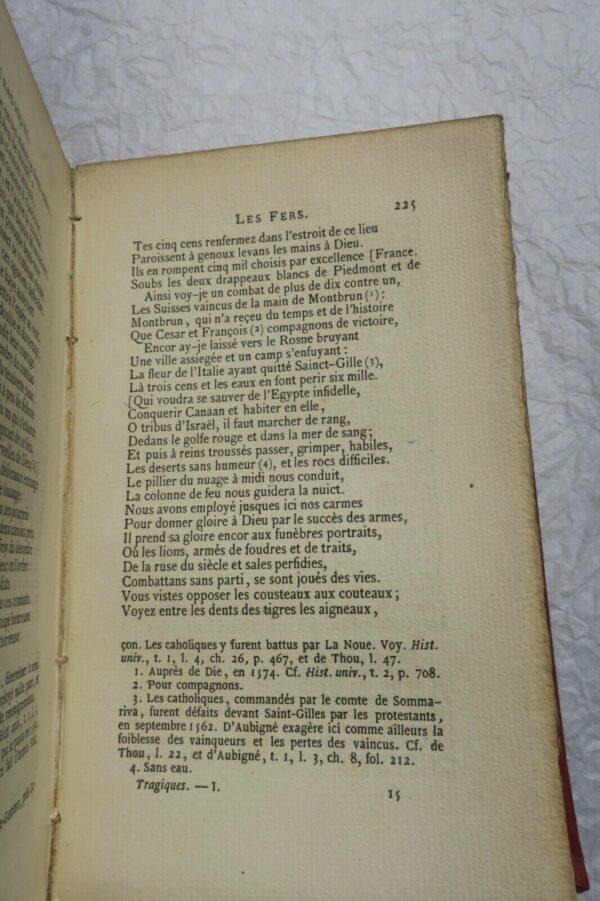 LES FERS.
225
Tes cinq cens renfermez dans l'estroit de ce lieu
Paroissent à genoux levans les mains à Dieu.
Ils en rompent cinq mil choisis par excellence [France.
Soubs les deux drappeaux blancs de Piedmont et de
Ainsi voy-je un combat de plus de dix contre un,
Les Suisses vaincus de la main de Montbrun (1):
Montbrun, qui n'a receu du temps et de l'histoire
Que Cesar et François (2) compagnons de victoire,
Encor ay-je laissé vers le Rosne bruyant
Une ville assiegée et un camp s'enfuyant :
La fleur de l'Italie ayant quitté Sainct-Gille (3),
Là trois cens et les eaux en font perir six mille.
[Qui voudra se sauver de l'Egypte infidelle,
Conquerir Canaan et habiter en elle,
O tribus d'Israël, il faut marcher de rang,
Dedans le golfe rouge et dans la mer de sang;
Et puis à reins troussés passer, grimper, habiles,
Les deserts sans humeur (4), et les rocs difficiles.
Le pillier du nuage à midi nous conduit,
La colonne de feu nous guidera la nuict.
Nous avons employé jusques ici nos carmes
Pour donner gloire à Dieu par le succès des armes,
Il prend sa gloire encor aux funèbres portraits,
Où les lions, armés de foudres et de traits,
De la ruse du siècle et sales perfidies,
Combattans sans parti, se sont joués des vies.
Vous vistes opposer les cousteaux aux couteaux ;
Voyez entre les dents des tigres les aigneaux,
çon. Les caholiques y furent battus par La Noue. Voy. Hist.
univ., t. 1, l. 4, ch. 26, p. 467, et de Thou, l. 47.
1. Auprès de Die, en 1574. Cf. Hist. univ., t. 2, p. 708.
2. Pour compagnons.
3. Les catholiques, commandés par le comte de Somma-
riva, furent défaits devant Saint-Gilles par les protestants,
en septembre 1562. D'Aubigné exagère ici comme ailleurs la
foiblesse des vainqueurs et les pertes des vaincus. Cf. de
Thou, l. 22, et d'Aubigné, t. 1, l. 3, ch. 8, fol. 212.
4. Sans eau.
Tragiques. — I.
15